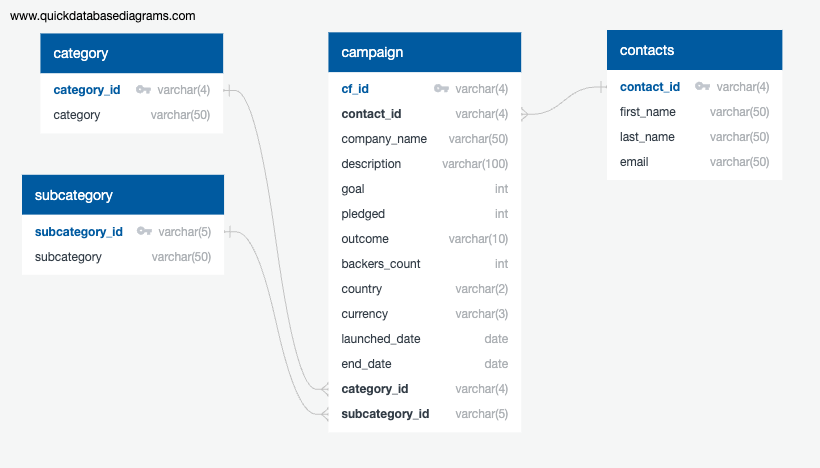 www.quickdatabasediagrams.com
category
category_id varchar(4)
category varchar(50)
subcategory
subcategory_id varchar(5)
subcategory varchar(50)
campaign
cf_id varchar(4)
contact_id varchar(4)
company_name varchar(50)
description varchar(100)
goal int
pledged int
outcome varchar(10)
backers_count int
country varchar(2)
currency varchar(3)
launched_date date
end_date date
category_id varchar(4)
subcategory_id varchar(5)
contacts
contact_id varchar(4)
first_name varchar(50)
last_name varchar(50)
email varchar(50)